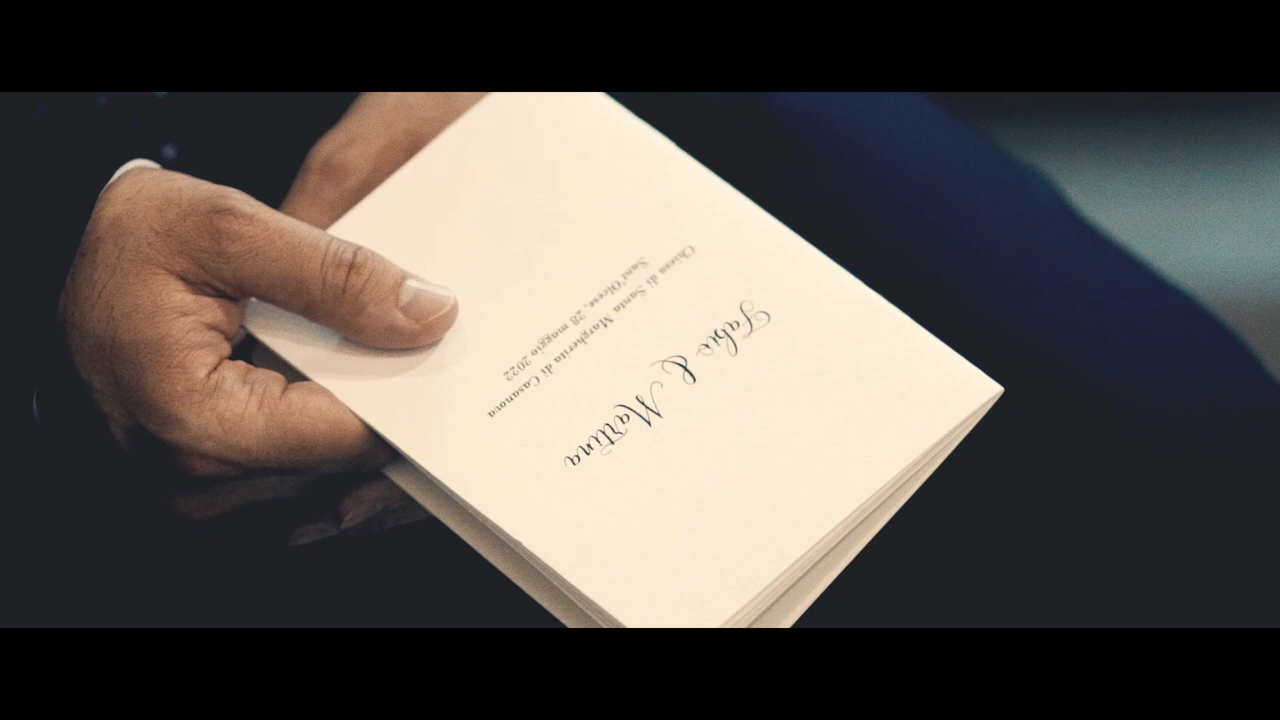 Fabio & Martina
Chiesa di Santa Margherita di Casanova
Sant'Olcese, 28 maggio 2022